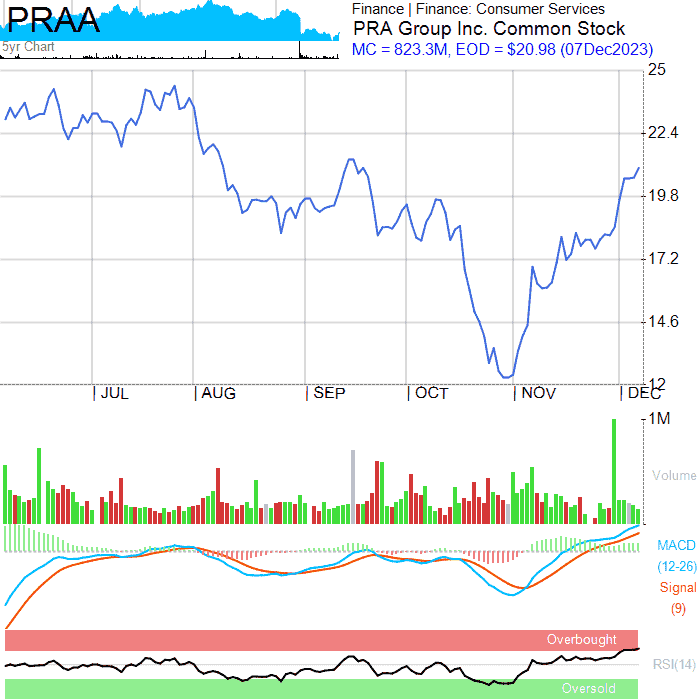 PRAA
5yr Chart
Finance | Finance: Consumer Services
PRA Group Inc. Common Stock
MC = 823.3M, EOD = $20.98 (07Dec2023)
25
22.4
19.8
17.2
14.6
12
JUL AUG SEP OCT NOV DEC
1M
Volume
MACD
(12-26)
Signal
(9)
Overbought
RSI(14)
Oversold